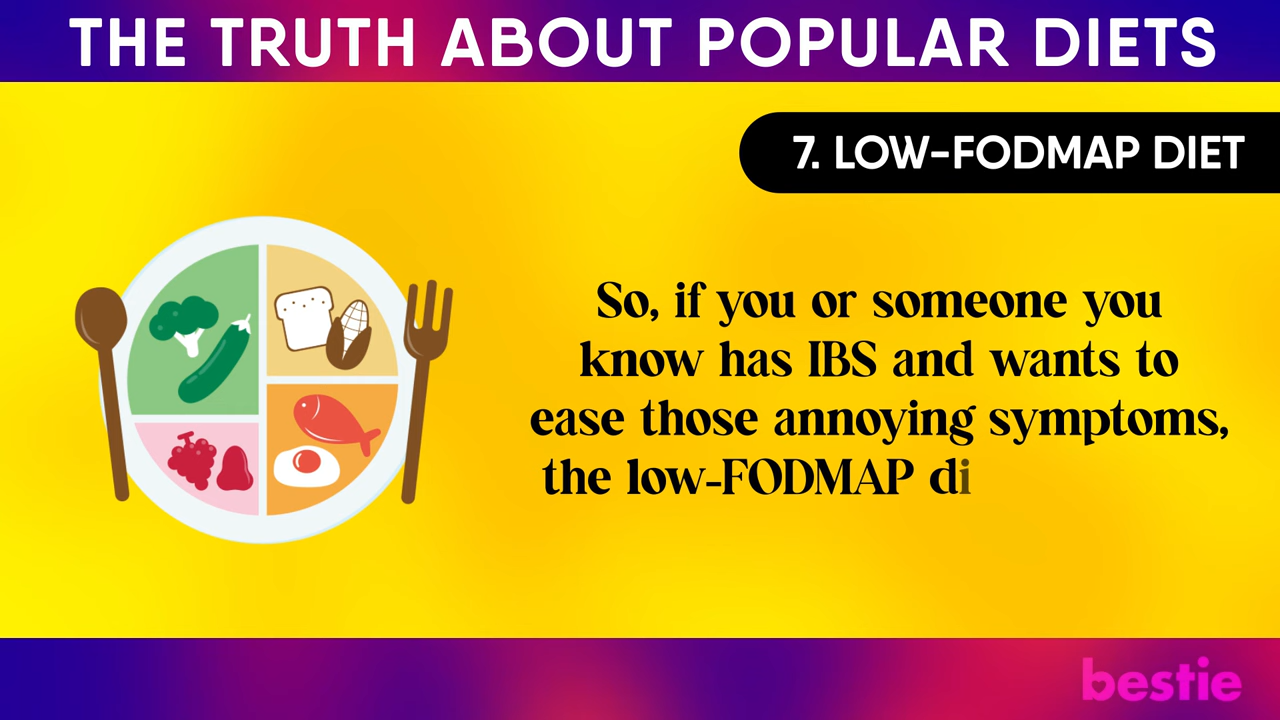 THE TRUTH ABOUT POPULAR DIETS
7. LOW-FODMAP DIET
So, if you or someone you
know has IBS and wants to
ease those annoying symptoms,
the low-FODMAP di
bestie